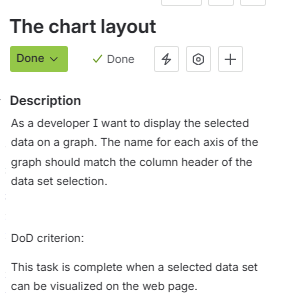 The chart layout
Done
Done
Description
As a developer I want to display the selected
data on a graph. The name for each axis of the
graph should match the column header of the
data set selection.
DoD criterion:
This task is complete when a selected data set
can be visualized on the web page.